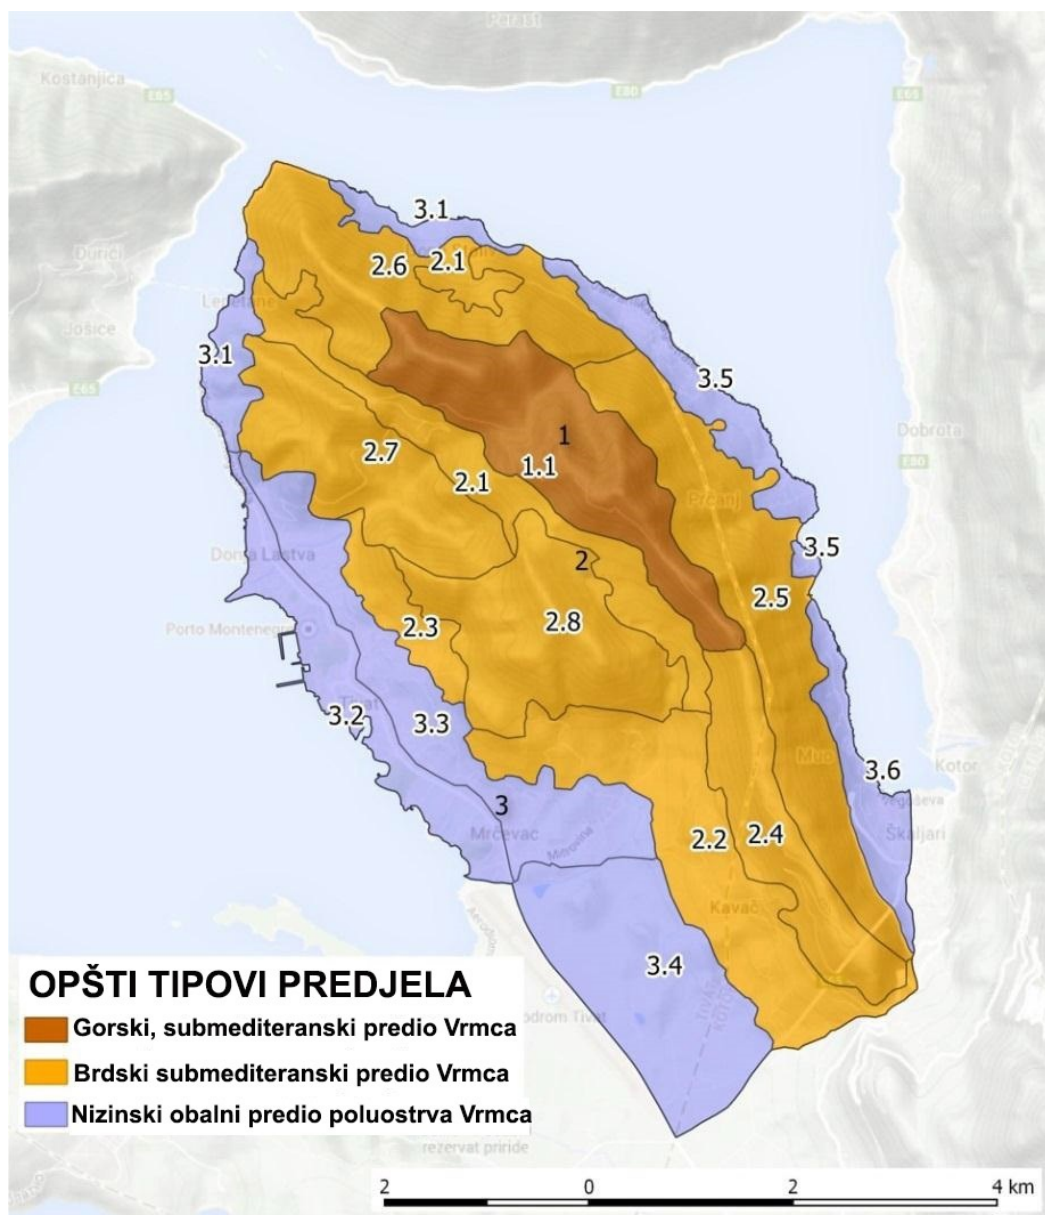 Perast
Kostanjica
E65
E80
E65
3.1
Đurići
2.6
2.1
Lepetane
Jošice
3.1
3.5
E65
1
Dobrota
2.7
1.1
E80
2.1
Prčanj
Donja Lastva
2
3.5
2.5
Porto Montenegro
2.3
2.8
Tivat
3.2
3.3
Muo
3.6
Kotor
3
Mrčevac
2.2
2.4
Škaljari
Kavač
3.4
OPŠTI TIPOVI PREDJELA
Gorski, submediteranski predio Vrmca
odrom Tivat
Brdski submediteranski predio Vrmca
Nizinski obalni predio poluostrva Vrmca
rezervat priride
2 0 2 4 km